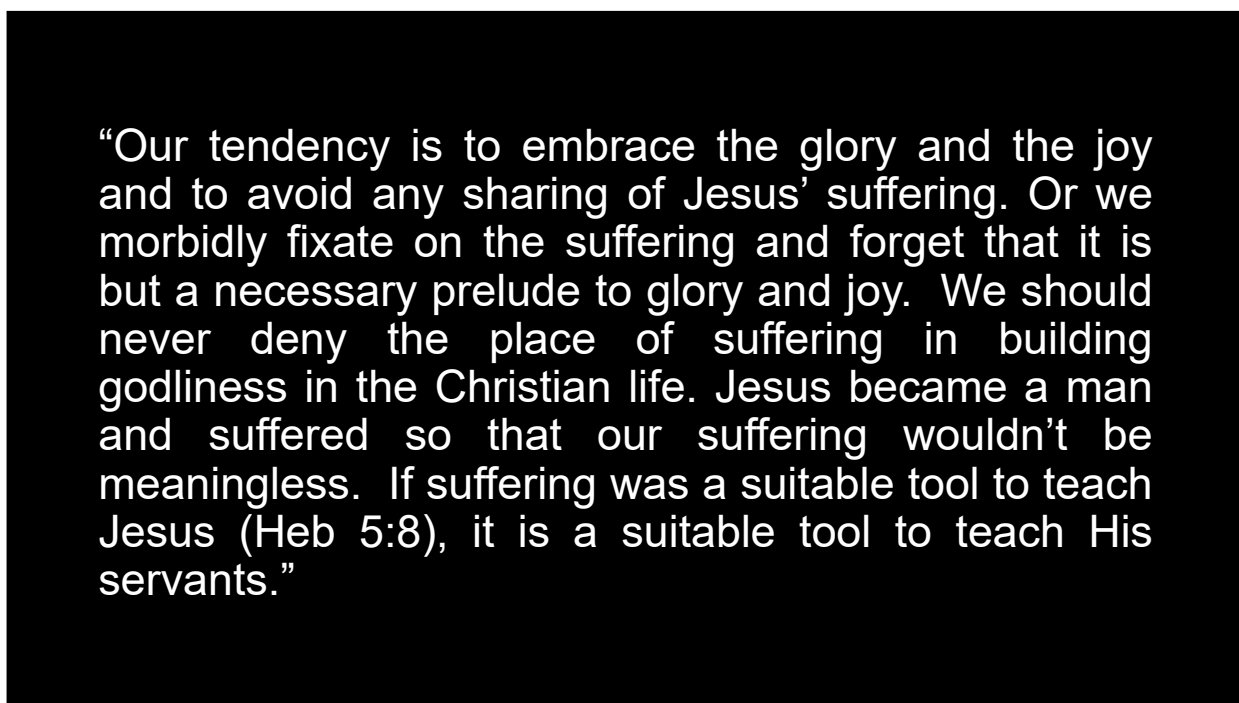 “Our tendency is to embrace the glory and the joy
and to avoid any sharing of Jesus’ suffering. Or we
morbidly fixate on the suffering and forget that it is
but a necessary prelude to glory and joy.  We should
never deny the place of suffering in building
godliness in the Christian life. Jesus became a man
and suffered so that our suffering wouldn’t be
meaningless.  If suffering was a suitable tool to teach
Jesus (Heb 5:8), it is a suitable tool to teach His
servants.”